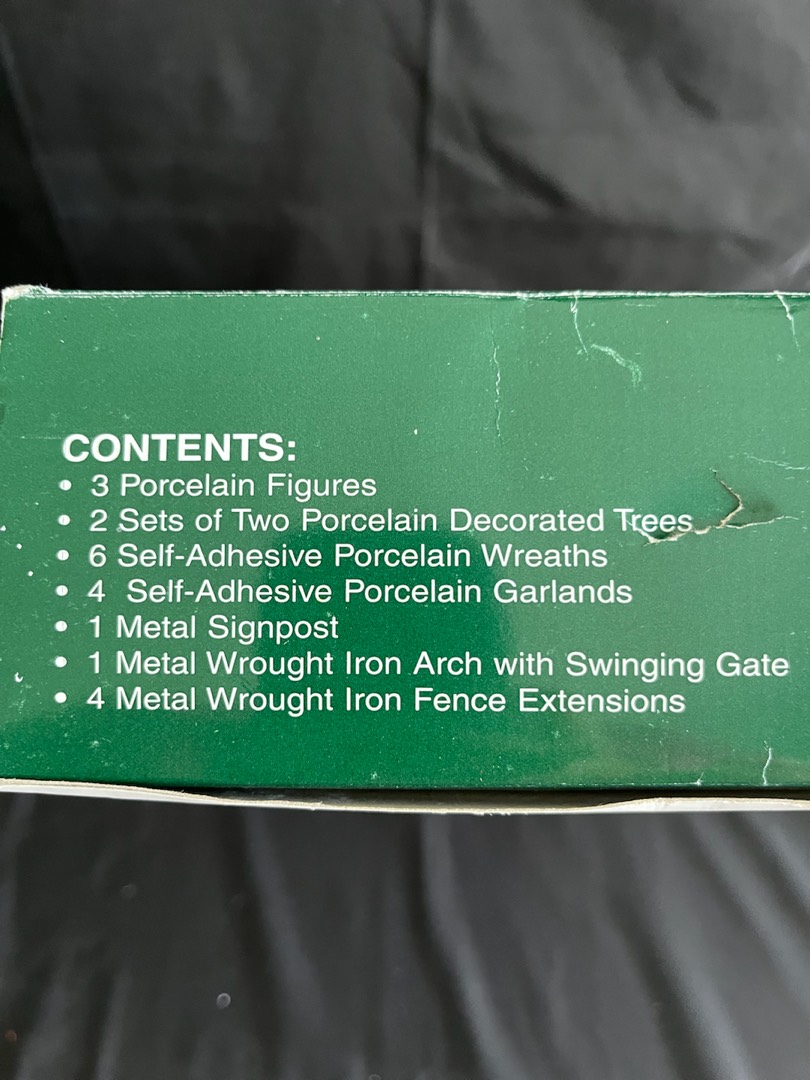 CONTENTS:
• 3 Porcelain Figures
• 2 Sets of Two Porcelain Decorated Trees
• 6 Self-Adhesive Porcelain Wreaths
• 4 Self-Adhesive Porcelain Garlands
• 1 Metal Signpost
• 1 Metal Wrought Iron Arch with Swinging Gate
• 4 Metal Wrought Iron Fence Extensions